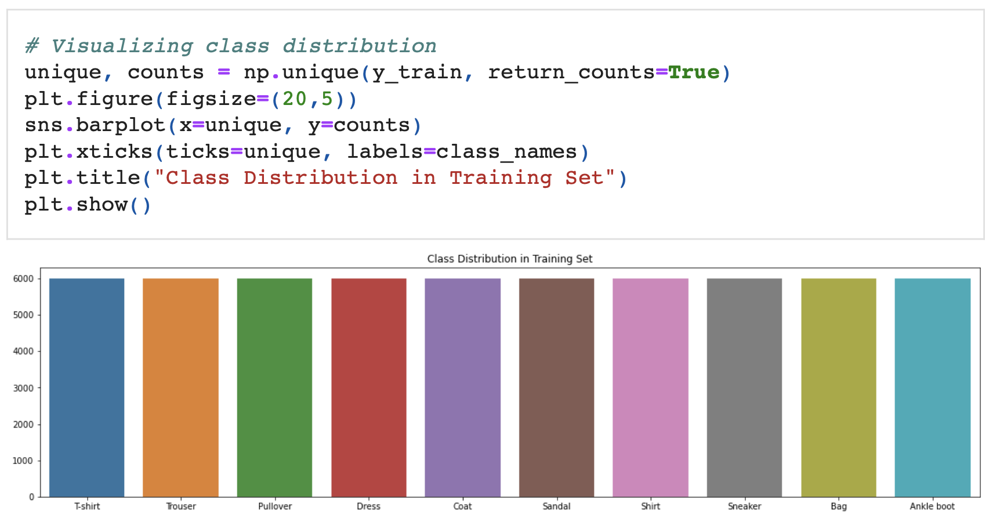 # Visualizing class distribution
unique, counts = np.unique(y_train, return_counts=True)
plt.figure(figsize=(20,5))
sns.barplot(x=unique, y=counts)
plt.xticks(ticks=unique, labels=class_names)
plt.title("Class Distribution in Training Set")
plt.show()
Class Distribution in Training Set
6000
5000
4000
3000
2000
1000
0
T-shirt Trouser Pullover Dress Coat Sandal Shirt Sneaker Bag Ankle boot